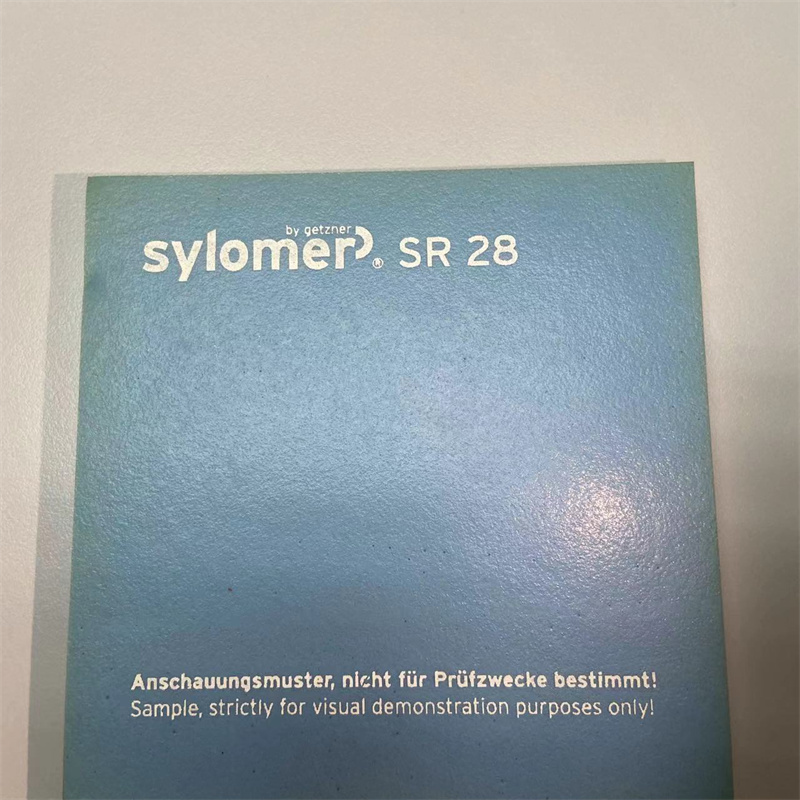 by getzner
sylomer® SR 28
Anschauungsmuster, nicht für Prüfzwecke bestimmt!
Sample, strictly for visual demonstration purposes only!